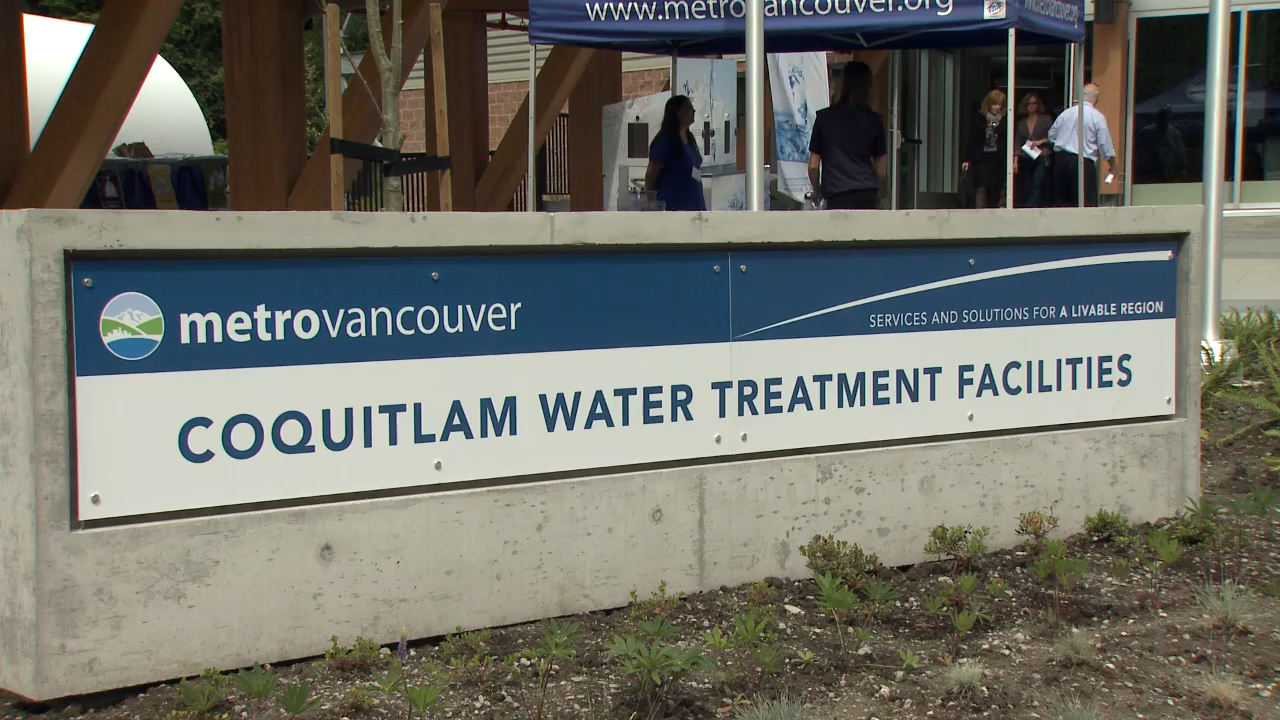 www.metrovancouver.org
metrovancouver
SERVICES AND SOLUTIONS FOR A LIVABLE REGION
COQUITLAM WATER TREATMENT FACILITIES